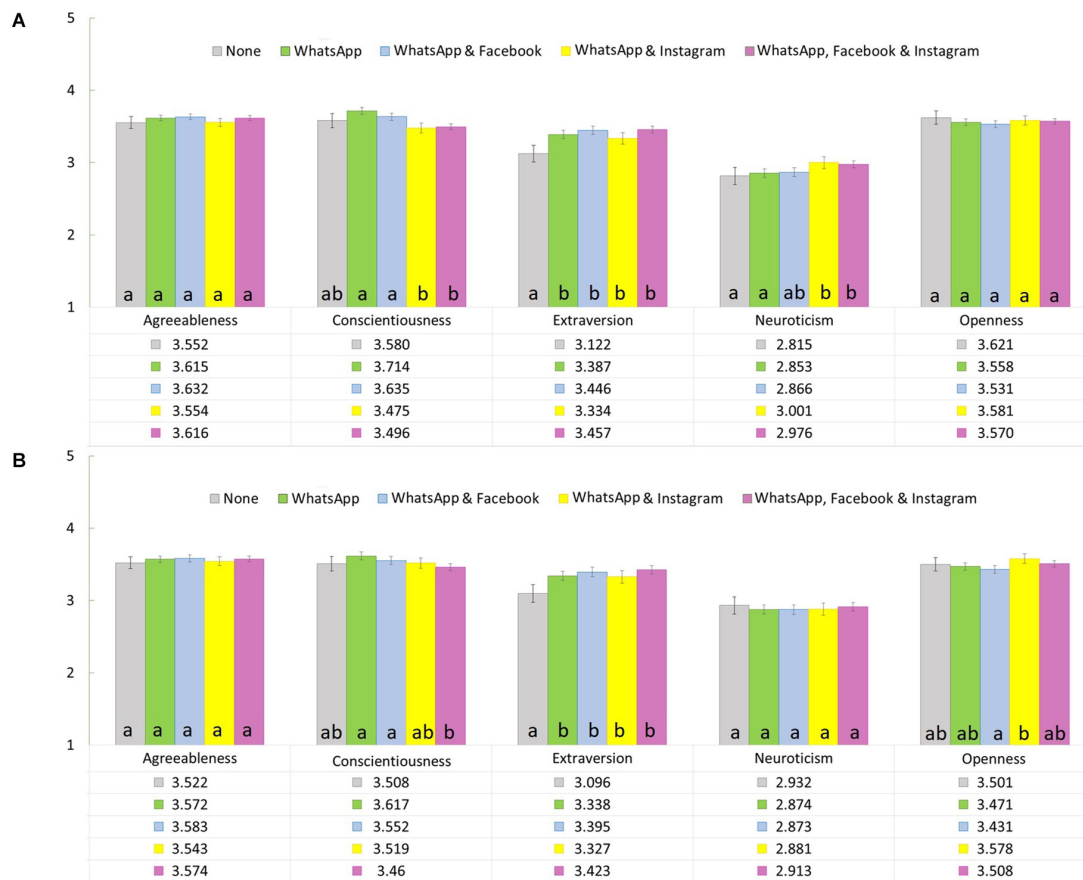 A
5
None WhatsApp WhatsApp & Facebook WhatsApp & Instagram WhatsApp, Facebook & Instagram
4
3
2
1
a a a a a ab a a b b a b b b b a a ab b b a a a a a
Agreeableness Conscientiousness Extraversion Neuroticism Openness
3.552 3.580 3.122 2.815 3.621
3.615 3.714 3.387 2.853 3.558
3.632 3.635 3.446 2.866 3.531
3.554 3.475 3.334 3.001 3.581
3.616 3.496 3.457 2.976 3.570
B
5
None WhatsApp WhatsApp & Facebook WhatsApp & Instagram WhatsApp, Facebook & Instagram
4
3
2
1
a a a a a ab a a ab b a b b b b a a a a a ab ab a b ab
Agreeableness Conscientiousness Extraversion Neuroticism Openness
3.522 3.508 3.096 2.932 3.501
3.572 3.617 3.338 2.874 3.471
3.583 3.552 3.395 2.873 3.431
3.543 3.519 3.327 2.881 3.578
3.574 3.46 3.423 2.913 3.508